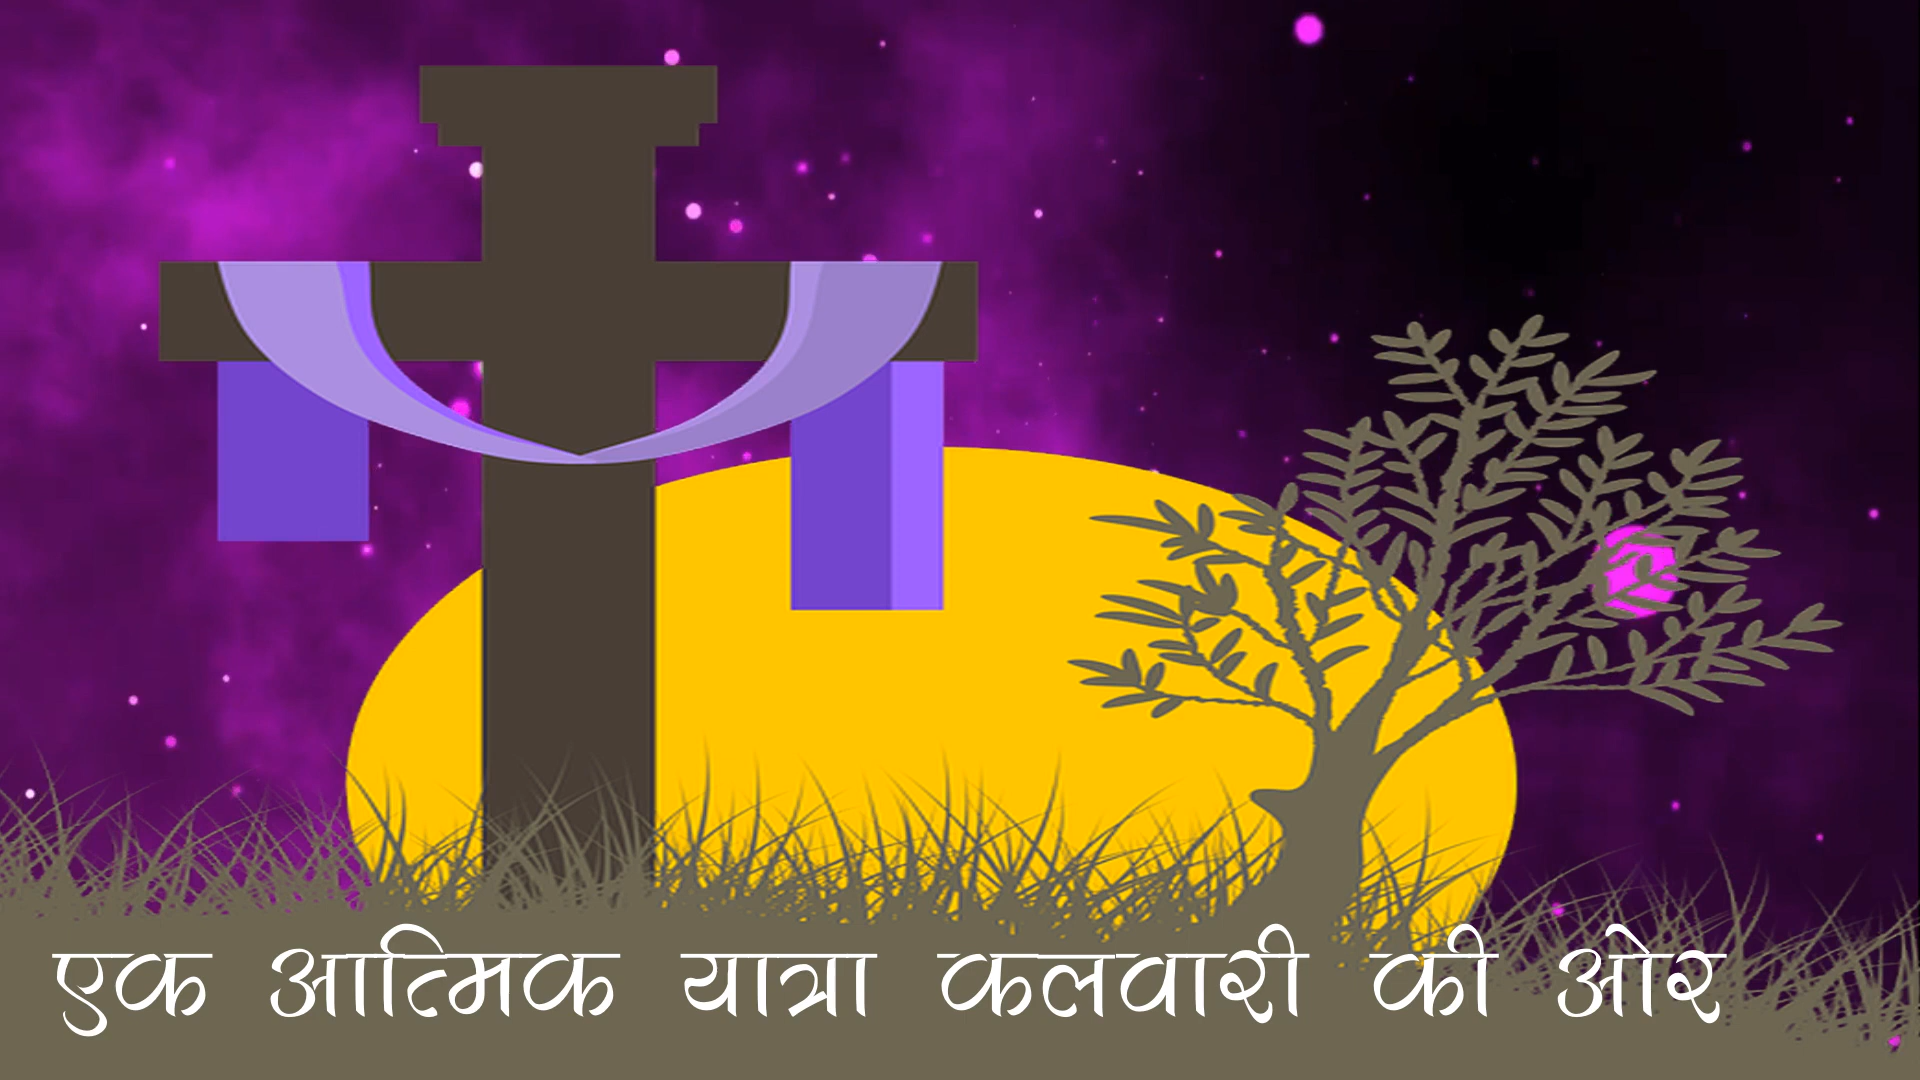 एक आत्मिक यात्रा कलवारी की ओर